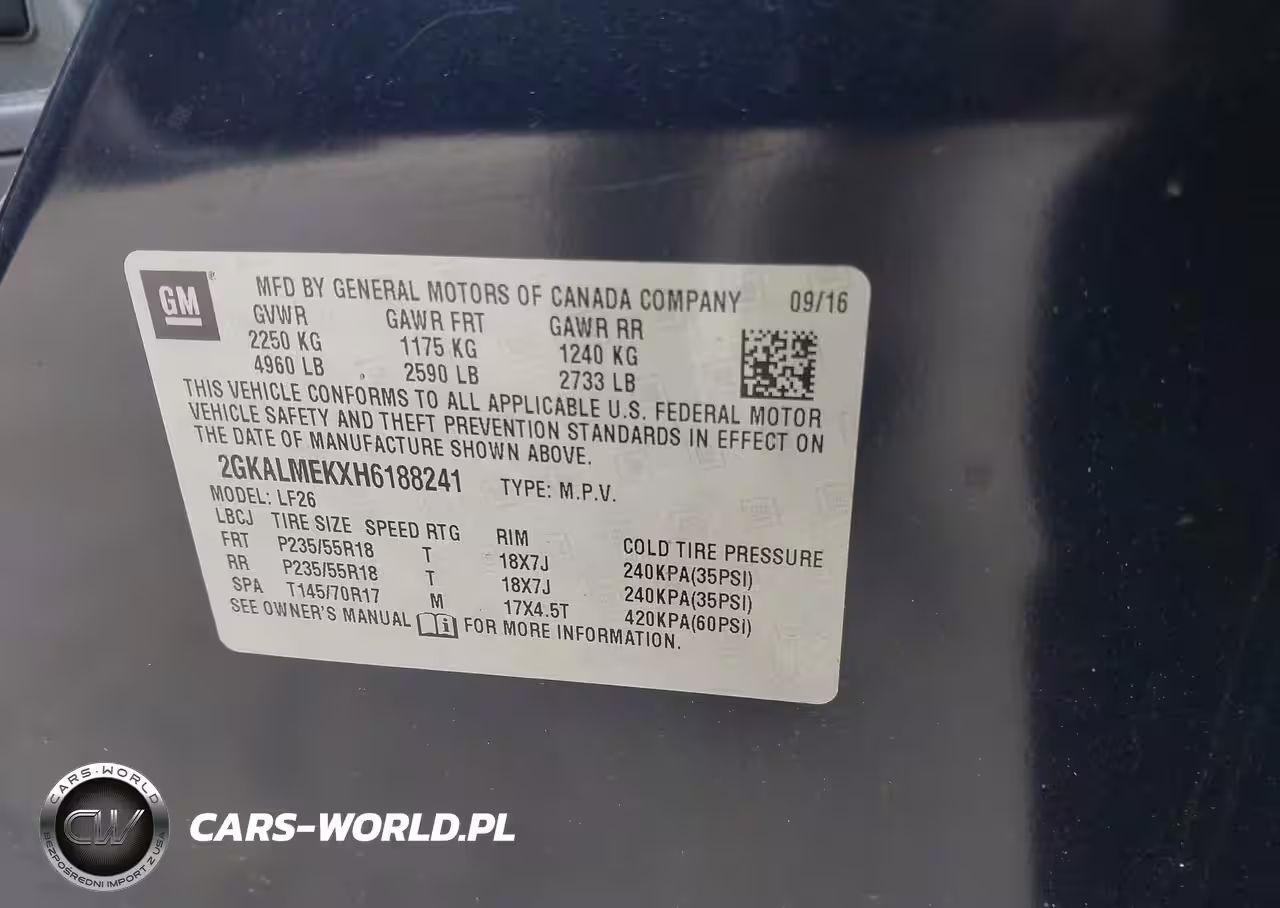 GM®
MFD BY GENERAL MOTORS OF CANADA COMPANY 09/16
GVWR GAWR FRT GAWR RR
2250 KG 1175 KG 1240 KG
4960 LB 2590 LB 2733 LB
THIS VEHICLE CONFORMS TO ALL APPLICABLE U.S. FEDERAL MOTOR
VEHICLE SAFETY AND THEFT PREVENTION STANDARDS IN EFFECT ON
THE DATE OF MANUFACTURE SHOWN ABOVE.
2GKALMEKXH6188241 TYPE: M.P.V.
MODEL: LF26
LBCJ TIRE SIZE SPEED RTG RIM COLD TIRE PRESSURE
FRT P235/55R18 T 18X7J 240KPA(35PSI)
RR P235/55R18 T 18X7J 240KPA(35PSI)
SPA T145/70R17 M 17X4.5T 420KPA(60PSI)
SEE OWNER'S MANUAL FOR MORE INFORMATION.
CARS-WORLD
CW
BEZPOŚREDNI IMPORT Z USA
CARS-WORLD.PL